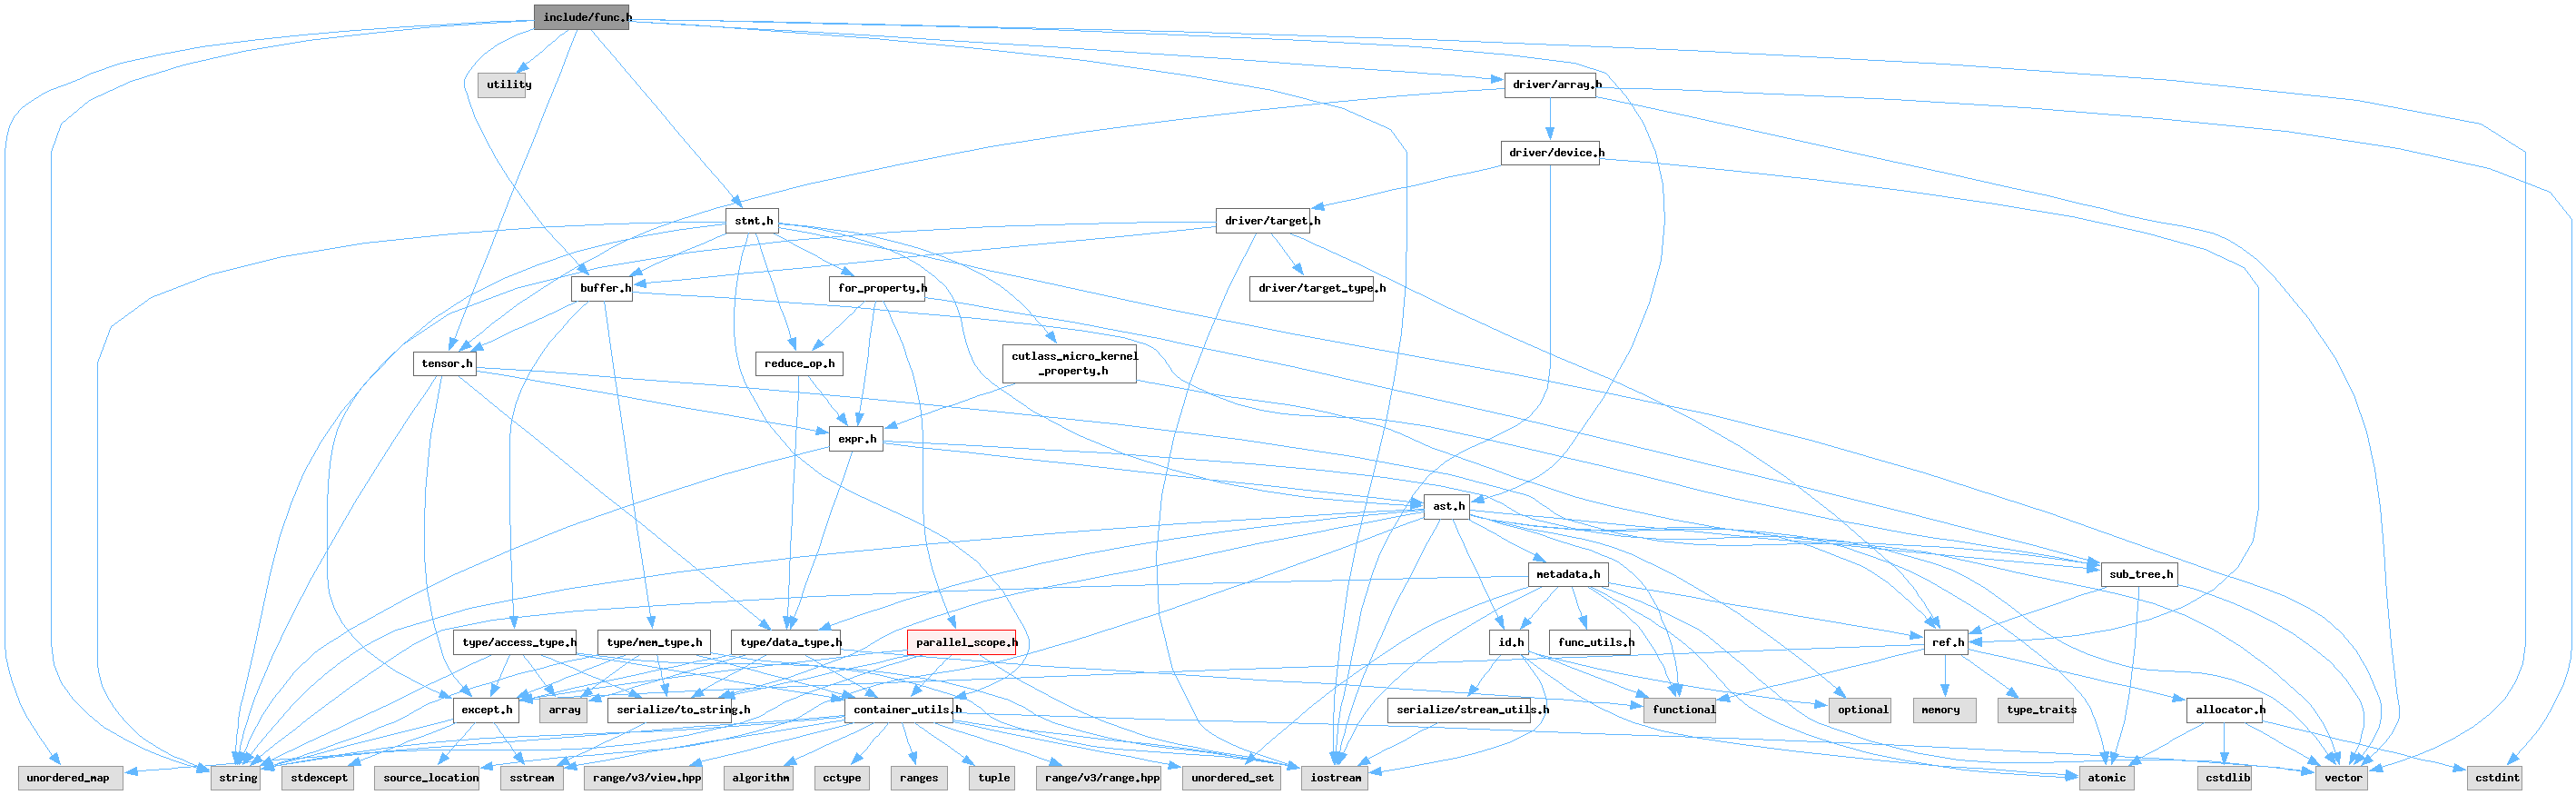 include/func.h
utility
driver/array.h
driver/device.h
stmt.h
driver/target.h
buffer.h
for_property.h
driver/target_type.h
tensor.h
reduce_op.h
cutlass_micro_kernel
_property.h
expr.h
ast.h
metadata.h
sub_tree.h
type/access_type.h
type/mem_type.h
type/data_type.h
parallel_scope.h
id.h
func_utils.h
ref.h
except.h
array
serialize/to_string.h
container_utils.h
serialize/stream_utils.h
functional
optional
memory
type_traits
allocator.h
unordered_map
string
stdexcept
source_location
sstream
range/v3/view.hpp
algorithm
cctype
ranges
tuple
range/v3/range.hpp
unordered_set
iostream
atomic
cstdlib
vector
cstdint